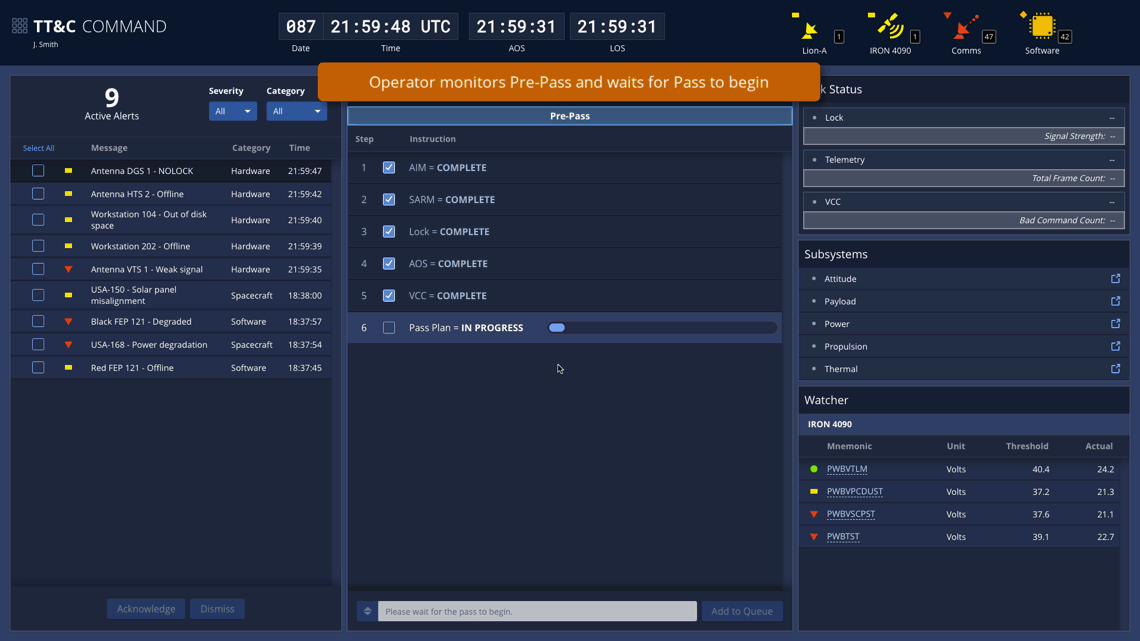 TT&C COMMAND
J. Smith
087 21:59:48 UTC 21:59:31 21:59:31
Date Time AOS LOS
1 1 47 42
Lion-A IRON 4090 Comms Software
Operator monitors Pre-Pass and waits for Pass to begin
9
Active Alerts
Severity Category
All All
Select All Message Category Time
Antenna DGS 1 - NOLOCK Hardware 21:59:47
Antenna HTS 2 - Offline Hardware 21:59:42
Workstation 104 - Out of disk space Hardware 21:59:40
Workstation 202 - Offline Hardware 21:59:39
Antenna VTS 1 - Weak signal Hardware 21:59:35
USA-150 - Solar panel misalignment Spacecraft 18:38:00
Black FEP 121 - Degraded Software 18:37:57
USA-168 - Power degradation Spacecraft 18:37:54
Red FEP 121 - Offline Software 18:37:45
Acknowledge Dismiss
Pre-Pass
Step Instruction
1 AIM = COMPLETE
2 SARM = COMPLETE
3 Lock = COMPLETE
4 AOS = COMPLETE
5 VCC = COMPLETE
6 Pass Plan = IN PROGRESS
Please wait for the pass to begin. Add to Queue
k Status
Lock --
Signal Strength: --
Telemetry --
Total Frame Count: --
VCC --
Bad Command Count: --
Subsystems
Attitude
Payload
Power
Propulsion
Thermal
Watcher
IRON 4090
Mnemonic Unit Threshold Actual
PWBVTLM Volts 40.4 24.2
PWBVPCDUST Volts 37.2 21.3
PWBVSCPST Volts 37.6 21.1
PWBTST Volts 39.1 22.7